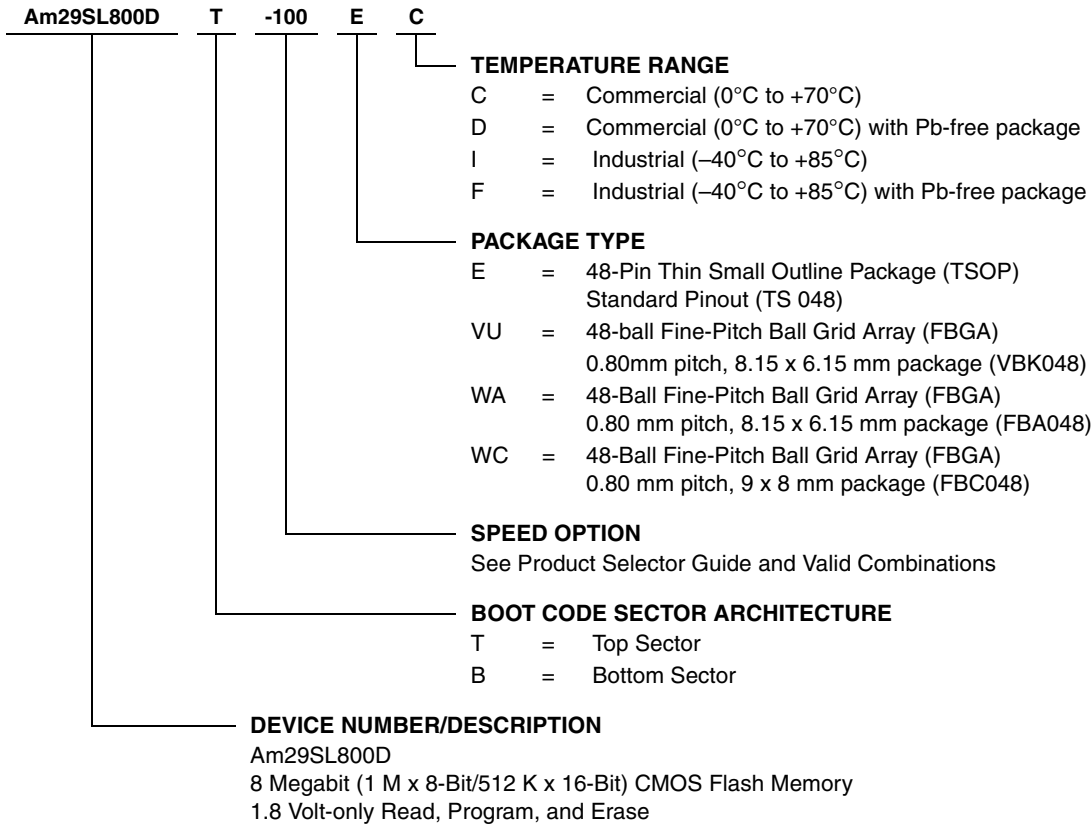 Am29SL800D T -100 E C
TEMPERATURE RANGE
C = Commercial (0°C to +70°C)
D = Commercial (0°C to +70°C) with Pb-free package
I = Industrial (–40°C to +85°C)
F = Industrial (–40°C to +85°C) with Pb-free package
PACKAGE TYPE
E = 48-Pin Thin Small Outline Package (TSOP)
Standard Pinout (TS 048)
VU = 48-ball Fine-Pitch Ball Grid Array (FBGA)
0.80mm pitch, 8.15 x 6.15 mm package (VBK048)
WA = 48-Ball Fine-Pitch Ball Grid Array (FBGA)
0.80 mm pitch, 8.15 x 6.15 mm package (FBA048)
WC = 48-Ball Fine-Pitch Ball Grid Array (FBGA)
0.80 mm pitch, 9 x 8 mm package (FBC048)
SPEED OPTION
See Product Selector Guide and Valid Combinations
BOOT CODE SECTOR ARCHITECTURE
T = Top Sector
B = Bottom Sector
DEVICE NUMBER/DESCRIPTION
Am29SL800D
8 Megabit (1 M x 8-Bit/512 K x 16-Bit) CMOS Flash Memory
1.8 Volt-only Read, Program, and Erase